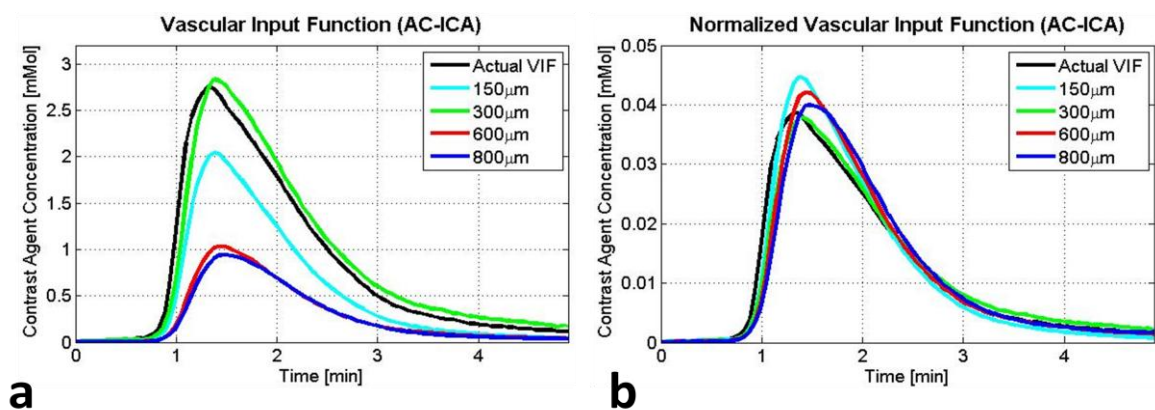 Vascular Input Function (AC-ICA)
Contrast Agent Concentration [mMol]
3
2.5
2
1.5
1
0.5
0
0 1 2 3 4
Time [min]
Actual VIF
150μm
300μm
600μm
800μm
a
Normalized Vascular Input Function (AC-ICA)
Contrast Agent Concentration [mMol]
0.05
0.04
0.03
0.02
0.01
0
0 1 2 3 4
Time [min]
Actual VIF
150μm
300μm
600μm
800μm
b